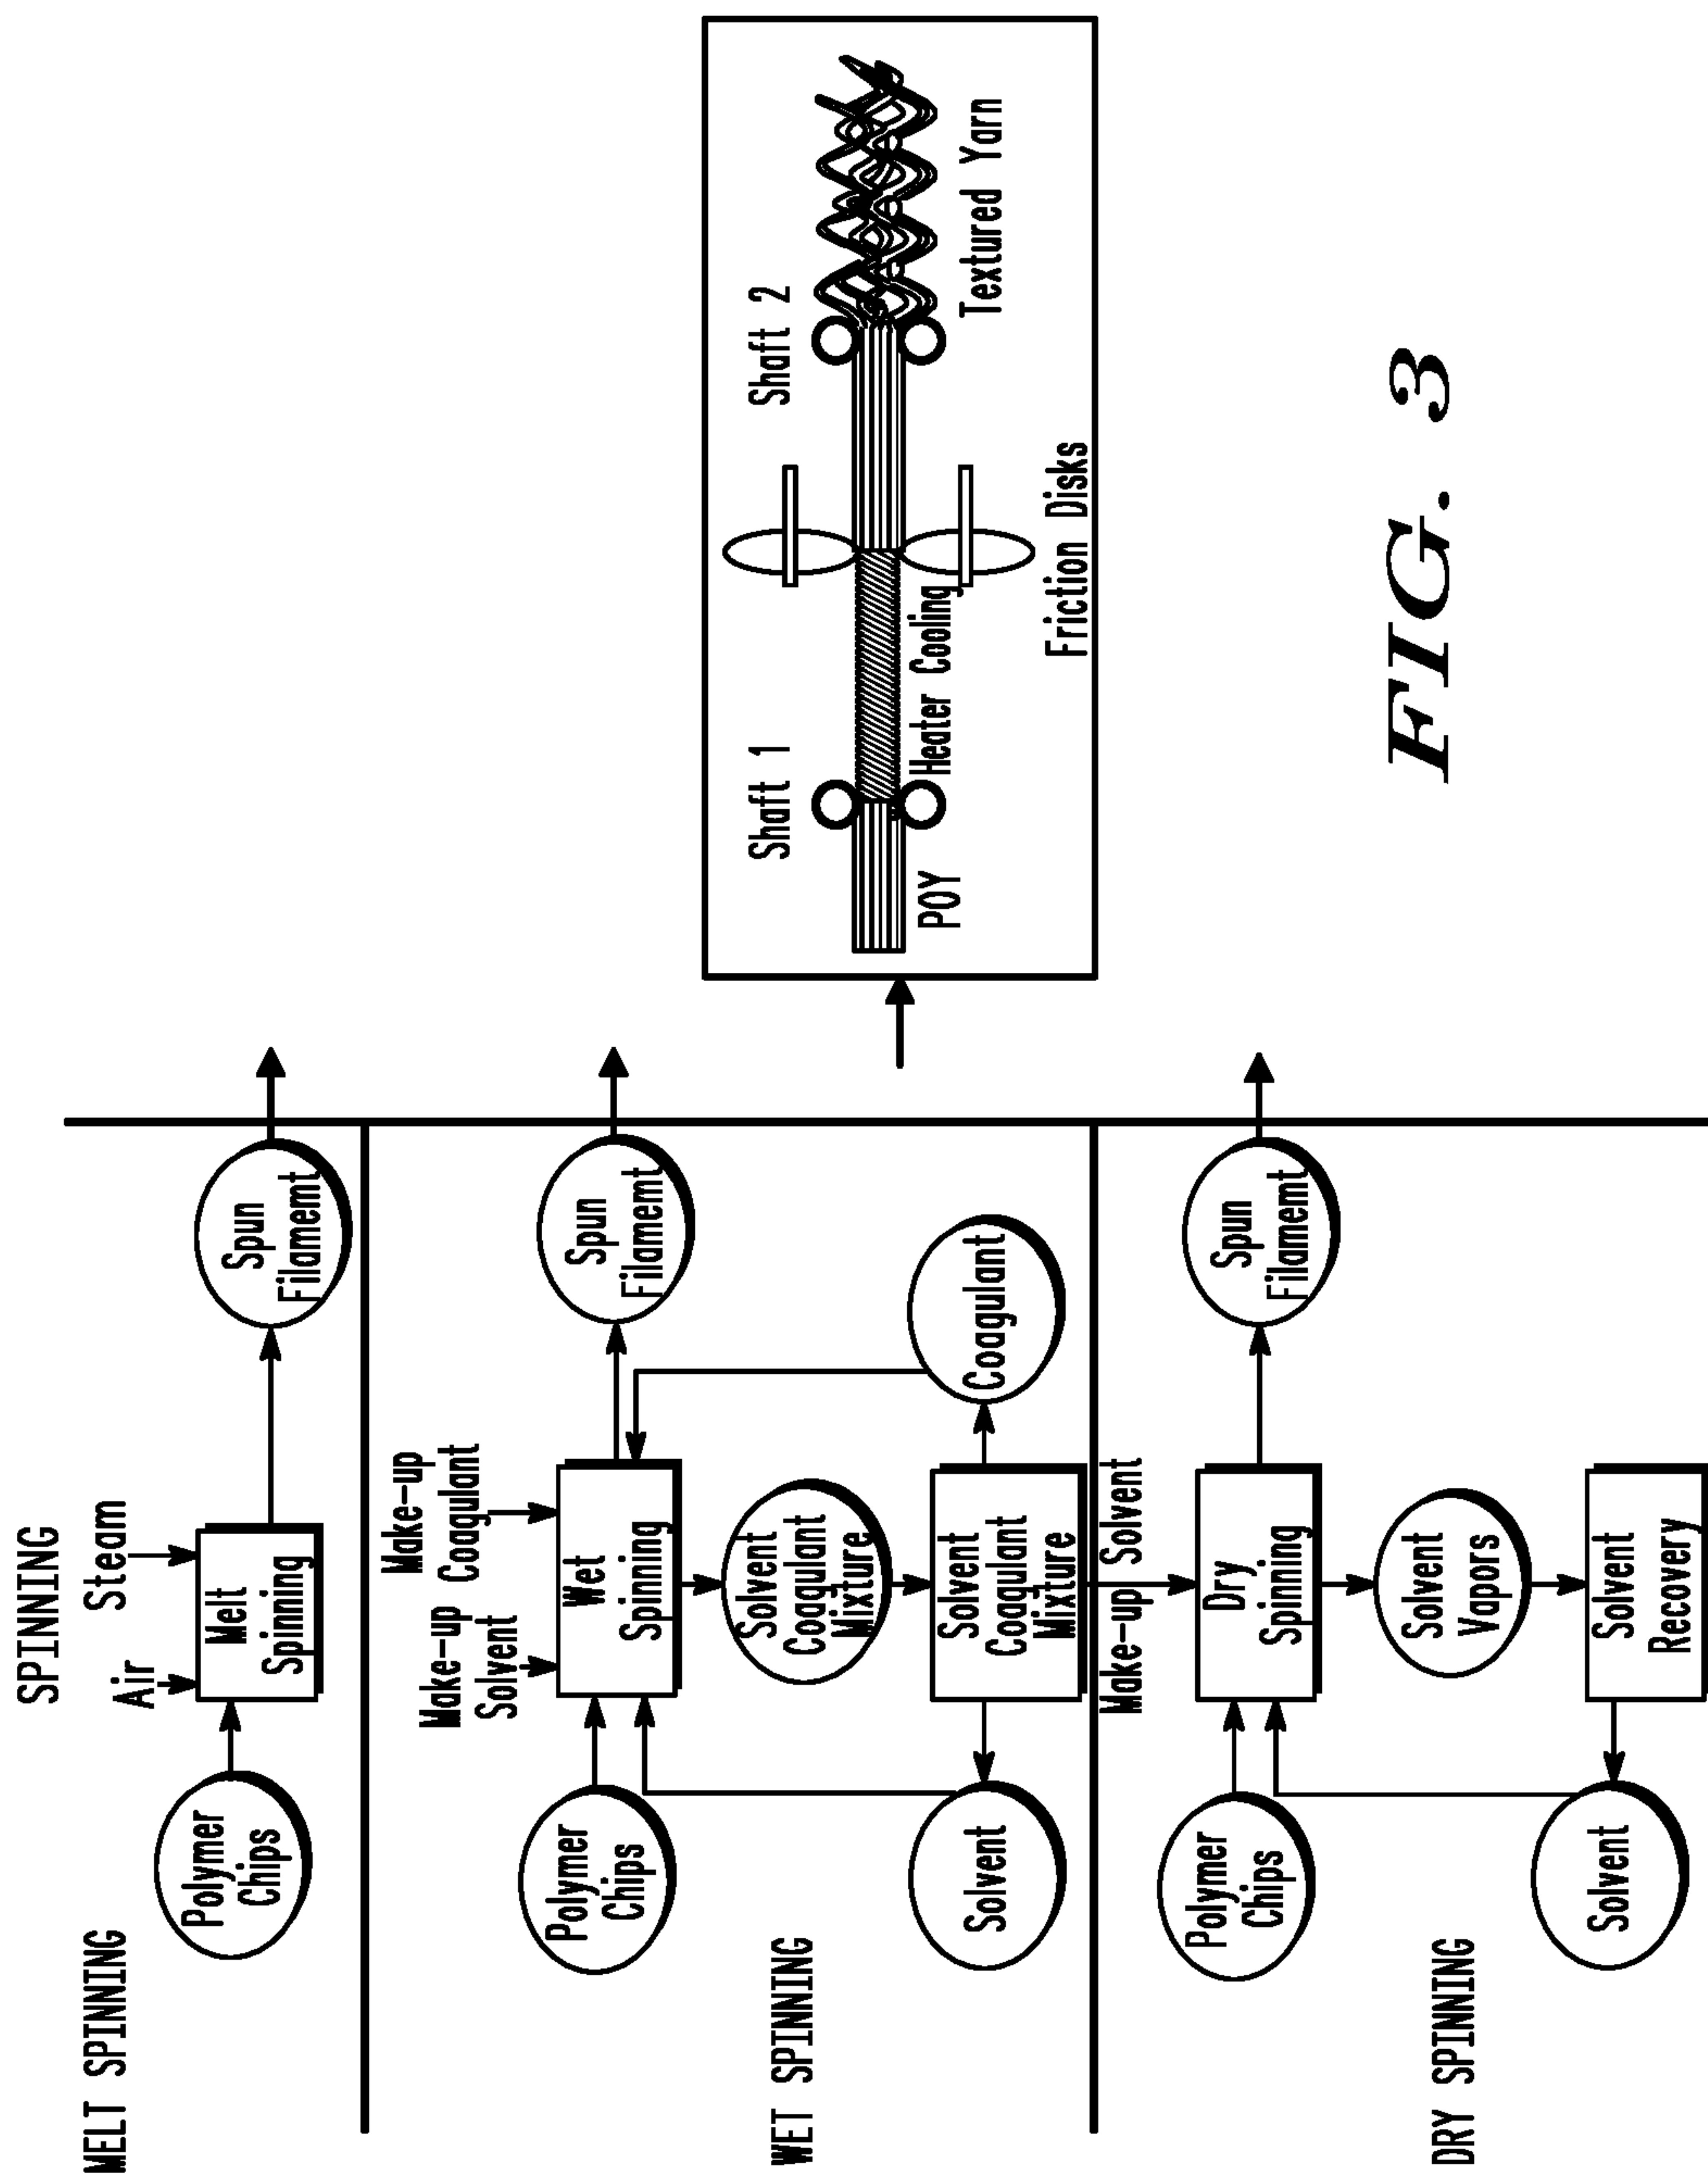 SPINNING
MELT SPINNING
Air
Steam
Polymer
Chips
Melt
Spinning
Spun
Filamemt
WET SPINNING
Make-up
Solvent
Make-up
Coagulant
Polymer
Chips
Wet
Spinning
Spun
Filamemt
Solvent
Coagulant
Mixture
Solvent
Coagulant
Mixture
Solvent
Coagulant
DRY SPINNING
Make-up Solvent
Polymer
Chips
Dry
Spinning
Spun
Filamemt
Solvent
Vapors
Solvent
Recovery
Solvent
Shaft 1
Shaft 2
POY
Heater Cooling
Textured Yarn
Friction Disks
FIG. 3